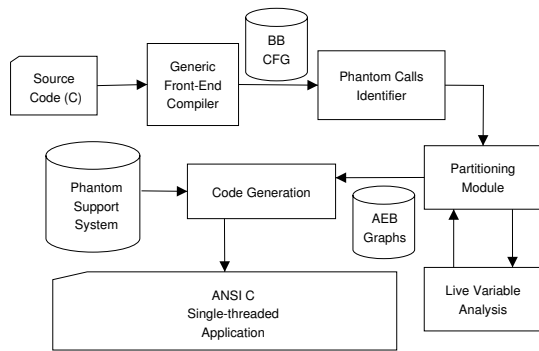 Source
Code (C)
Generic
Front-End
Compiler
BB
CFG
Phantom Calls
Identifier
Phantom
Support
System
Code Generation
AEB
Graphs
Partitioning
Module
Live Variable
Analysis
ANSI C
Single-threaded
Application